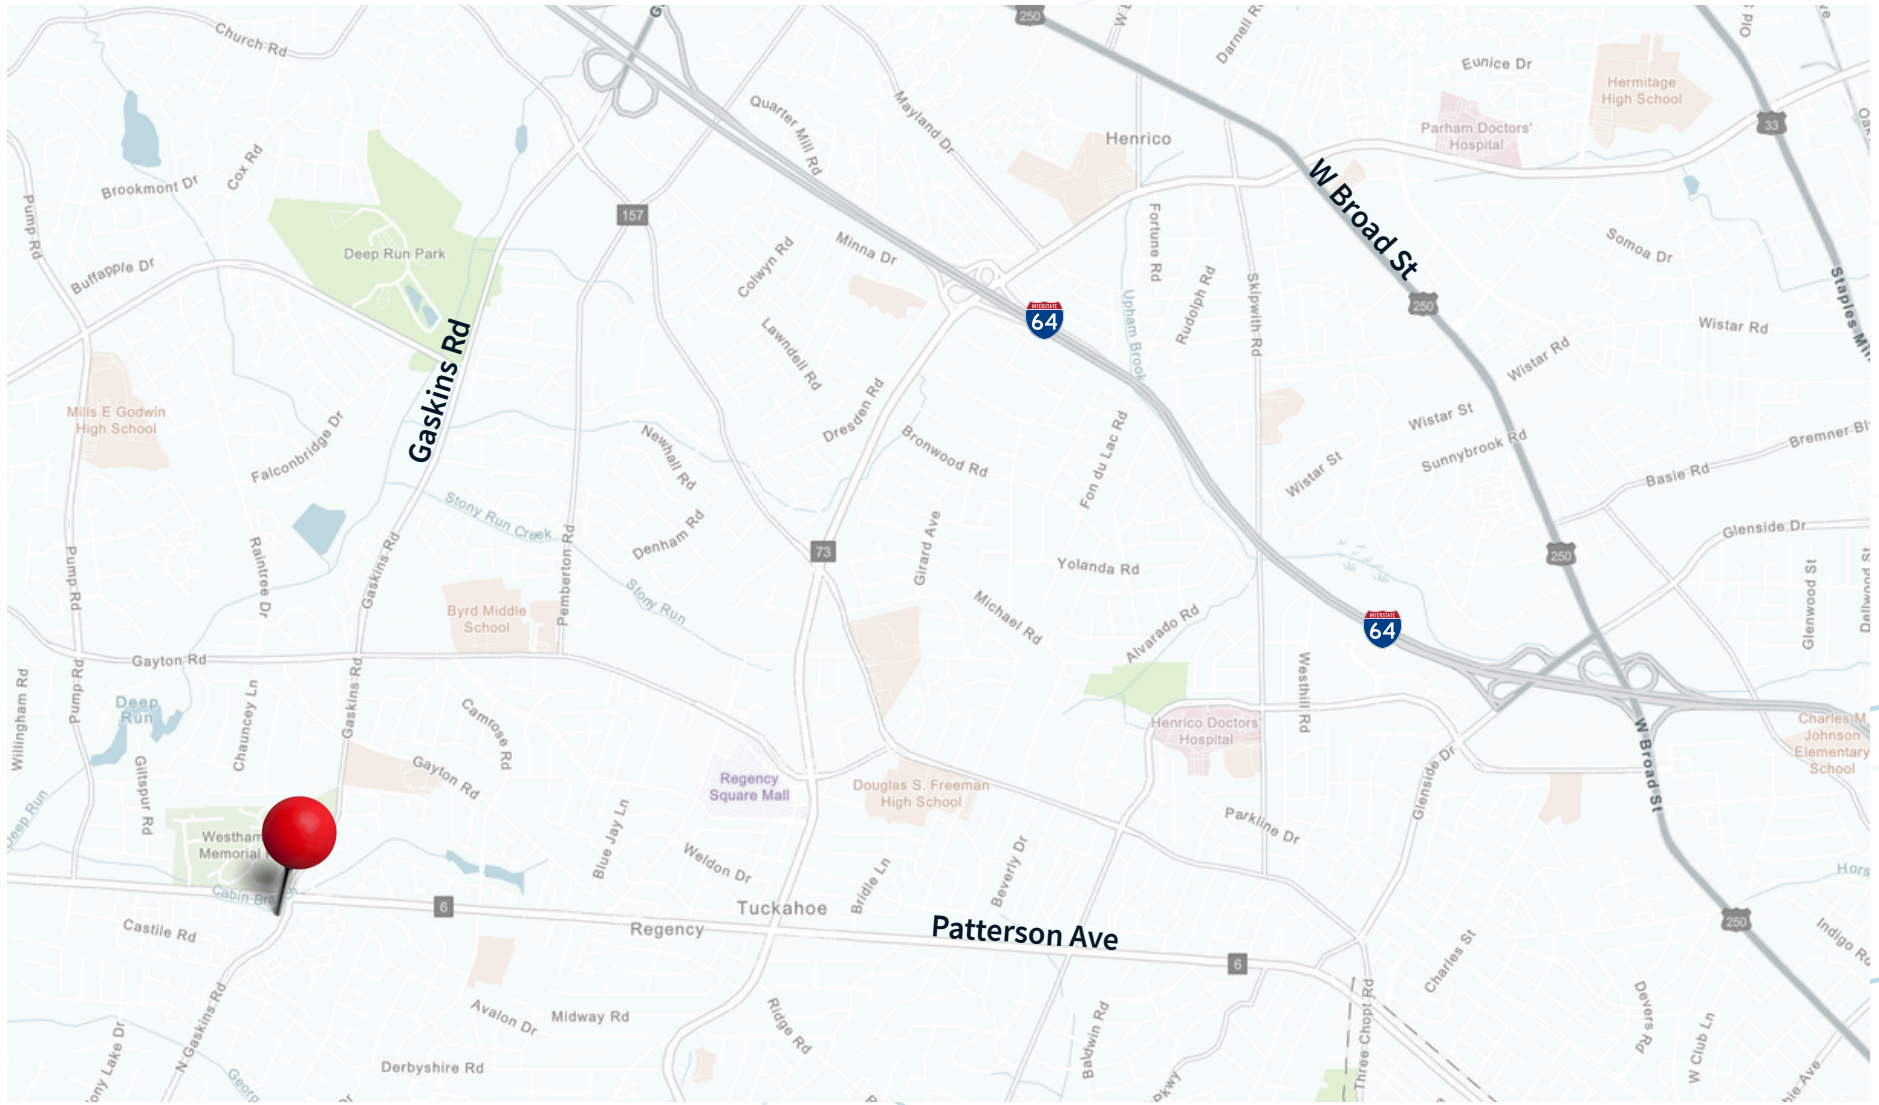 250
Church Rd
Darnell Rd
Eunice Dr
Hermitage
High School
Quarter Mill Rd
Mayland Dr
Henrico
Parham Doctors'
Hospital
33
Cox Rd
Brookmont Dr
Pump Rd
157
W Broad St
Deep Run Park
Buffapple Dr
Minna Dr
Colwyn Rd
Fortune Rd
Rudolph Rd
Skipwith Rd
Upham Brook
Somoa Dr
250
INTERSTATE
64
Gaskins Rd
Lawndell Rd
Wistar Rd
Wistar Rd
Mills E Godwin
High School
Falconbridge Dr
Dresden Rd
Newhall Rd
Bronwood Rd
Fon du Lac Rd
Wistar St
Sunnybrook Rd
Wistar St
Basie Rd
Stony Run Creek
Denham Rd
Girard Ave
Glenside Dr
73
250
Pump Rd
Raintree Dr
Gaskins Rd
Pemberton Rd
Yolanda Rd
Stony Run
Byrd Middle
School
Michael Rd
Alvarado Rd
INTERSTATE
64
Glenwood St
Gayton Rd
Willingham Rd
Pump Rd
Deep
Run
Chauncey Ln
Gaskins Rd
Camrose Rd
Westhill Rd
Henrico Doctors'
Hospital
W Broad St
Charles M
Johnson
Elementary
School
Giltspur Rd
Gayton Rd
Regency
Square Mall
Douglas S. Freeman
High School
Glenside Dr
Deep Run
Westham
Memorial
Blue Jay Ln
Weldon Dr
Bridle Ln
Beverly Dr
Parkline Dr
6
Tuckahoe
Regency
Patterson Ave
6
250
Castile Rd
Charles St
Indigo Rd
N Gaskins Rd
Avalon Dr
Midway Rd
Ridge Rd
Baldwin Rd
Three Chopt Rd
Devers Rd
W Club Ln
Derbyshire Rd
Pkwy